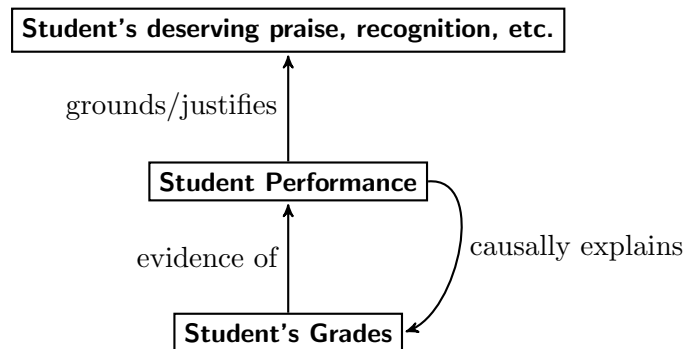 Student's deserving praise, recognition, etc.
grounds/justifies
Student Performance
evidence of
causally explains
Student's Grades